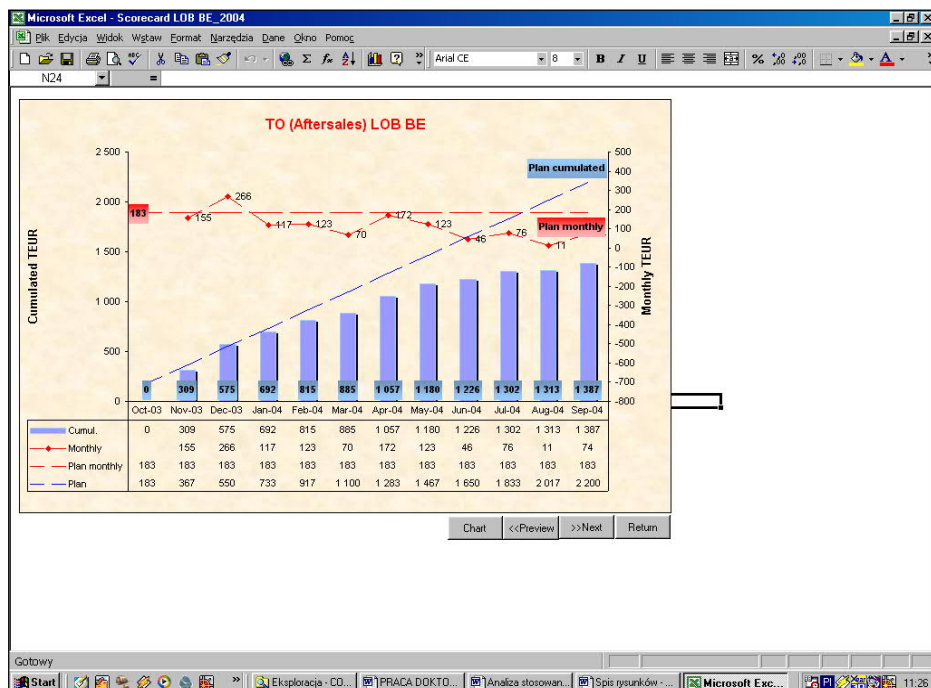 Microsoft Excel - Scorecard LOB BE_2004
Plik Edycja Widok Wstaw Format Narzędzia Dane Okno Pomoc
Arial CE 8 B I U
N24 =
TO (Aftersales) LOB BE
Cumulated TEUR
Monthly TEUR
2 500
2 000
1 500
1 000
500
0
500
400
300
200
100
0
-100
-200
-300
-400
-500
-600
-700
-800
Plan cumulated
Plan monthly
183
155 266 117 123 70 172 123 46 76 11
0 309 575 692 815 885 1 057 1 180 1 226 1 302 1 313 1 387
Oct-03 Nov-03 Dec-03 Jan-04 Feb-04 Mar-04 Apr-04 May-04 Jun-04 Jul-04 Aug-04 Sep-04
Cumul. 0 309 575 692 815 885 1 057 1 180 1 226 1 302 1 313 1 387
Monthly 155 266 117 123 70 172 123 46 76 11 74
Plan monthly 183 183 183 183 183 183 183 183 183 183 183 183
Plan 183 367 550 733 917 1 100 1 283 1 467 1 650 1 833 2 017 2 200
Chart <<Preview >>Next Return
Gotowy
Start Eksploracja - CO... PRACA DOKTO... Analiza stosowan... Spis rysunków - ... Microsoft Exc... Pl 11:26